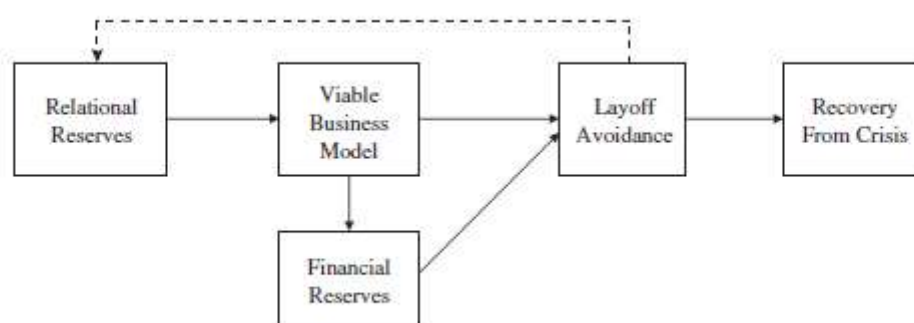 Relational
Reserves
Viable
Business
Model
Layoff
Avoidance
Recovery
From Crisis
Financial
Reserves